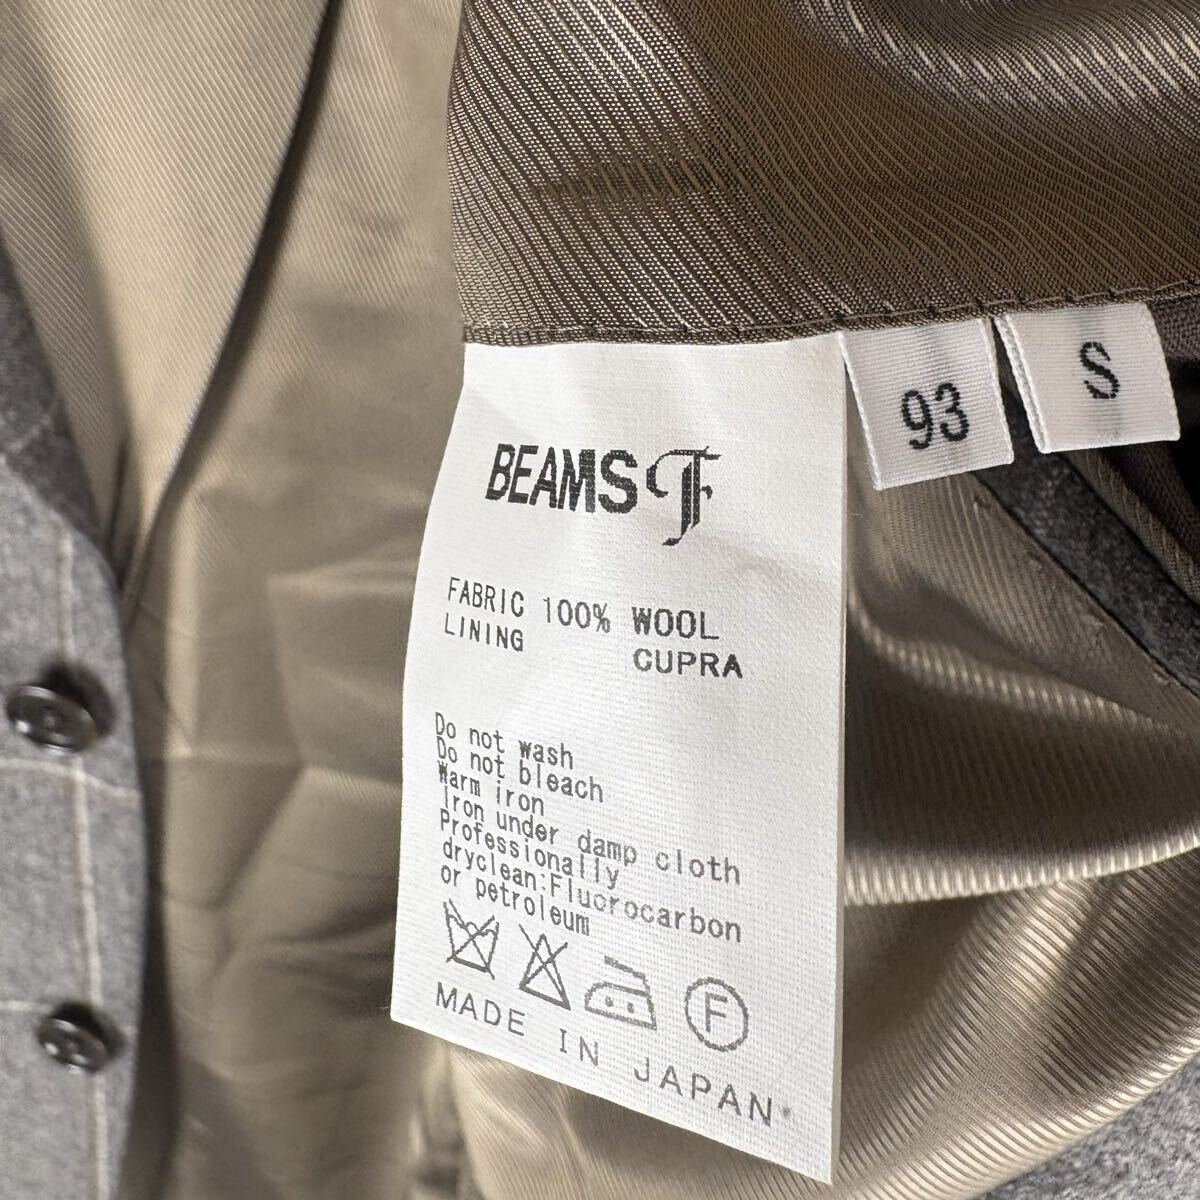 BEAMS F
FABRIC 100% WOOL
LINING CUPRA
Do not wash
Do not bleach
Warm iron
Iron under damp cloth
Professionally
dryclean:Fluorocarbon
or petroleum
F
MADE IN JAPAN
93
S